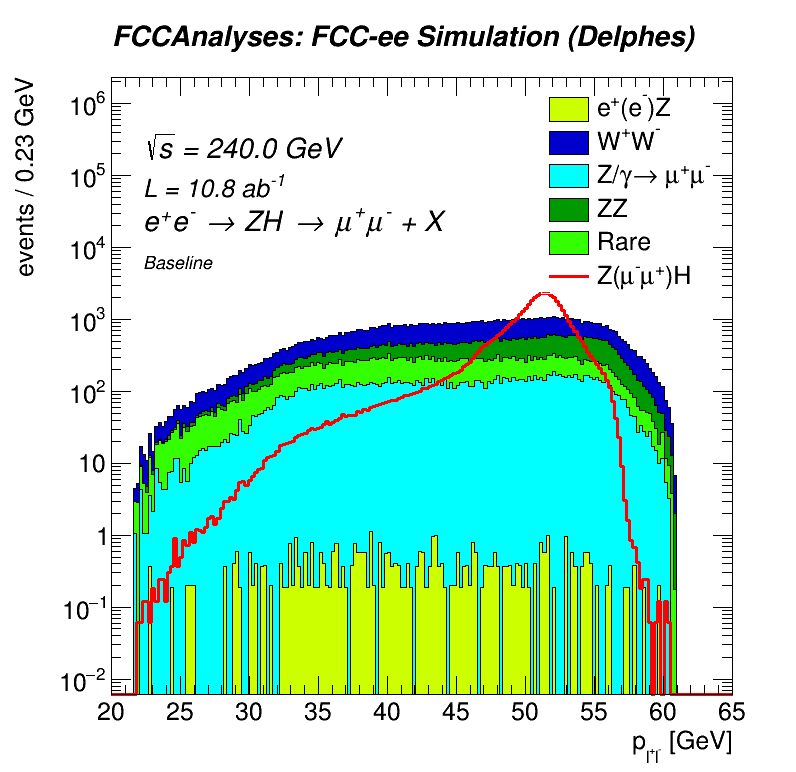 FCCAnalyses: FCC-ee Simulation (Delphes)
events / 0.23 GeV
10⁶
10⁵
10⁴
10³
10²
10
1
10⁻¹
10⁻²
√s = 240.0 GeV
L = 10.8 ab⁻¹
e⁺e⁻ → ZH → μ⁺μ⁻ + X
Baseline
e⁺(e⁻)Z
W⁺W⁻
Z/γ→ μ⁺μ⁻
ZZ
Rare
Z(μ⁻μ⁺)H
20 25 30 35 40 45 50 55 60 65
p_l⁺l⁻ [GeV]